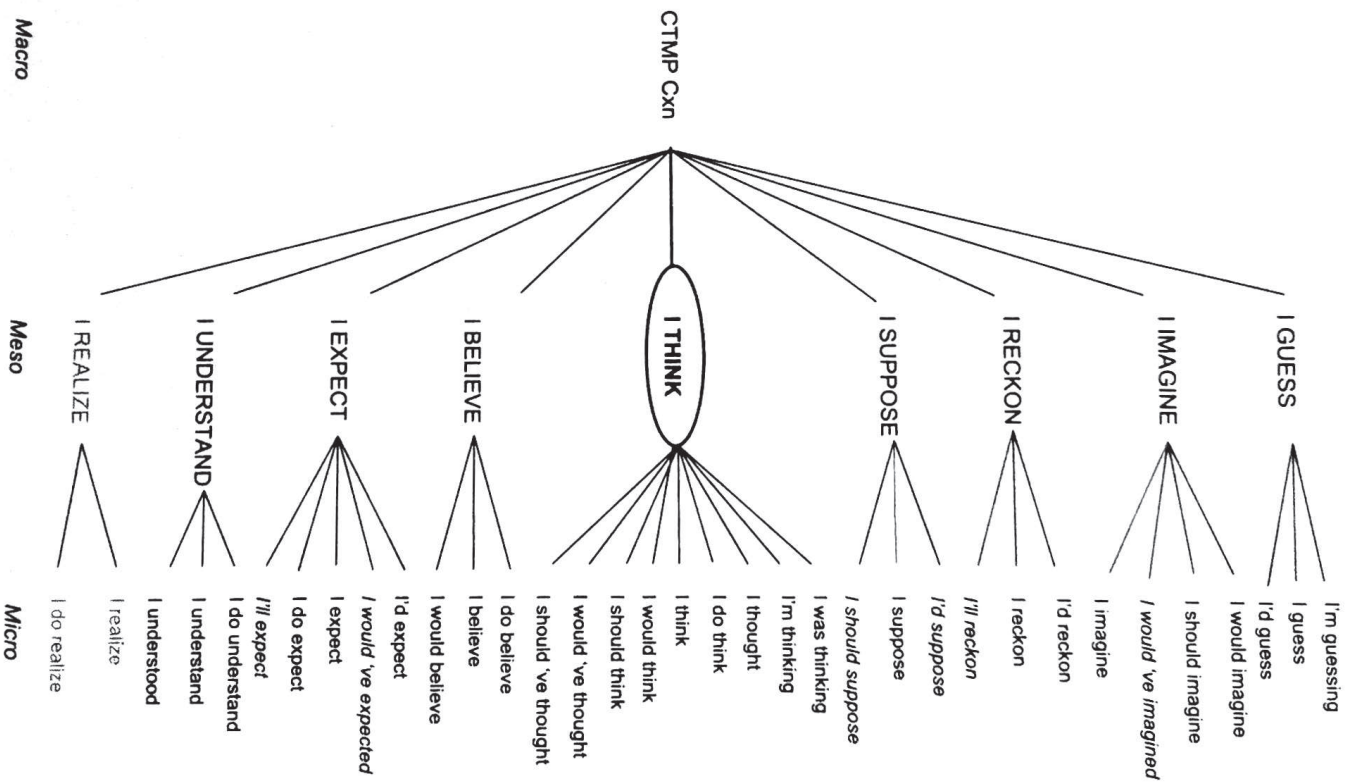 CTMP Cxn
I GUESS
I'm guessing
I guess
I'd guess
I IMAGINE
I would imagine
I should imagine
I would 've imagined
I imagine
I RECKON
I'd reckon
I reckon
I'll reckon
I SUPPOSE
I'd suppose
I suppose
I should suppose
I THINK
I was thinking
I'm thinking
I thought
I do think
I think
I would think
I should think
I would 've thought
I should 've thought
I BELIEVE
I do believe
I believe
I would believe
I EXPECT
I'd expect
I would 've expected
I expect
I do expect
I'll expect
I UNDERSTAND
I do understand
I understand
I understood
I REALIZE
I realize
I do realize
Macro
Meso
Micro